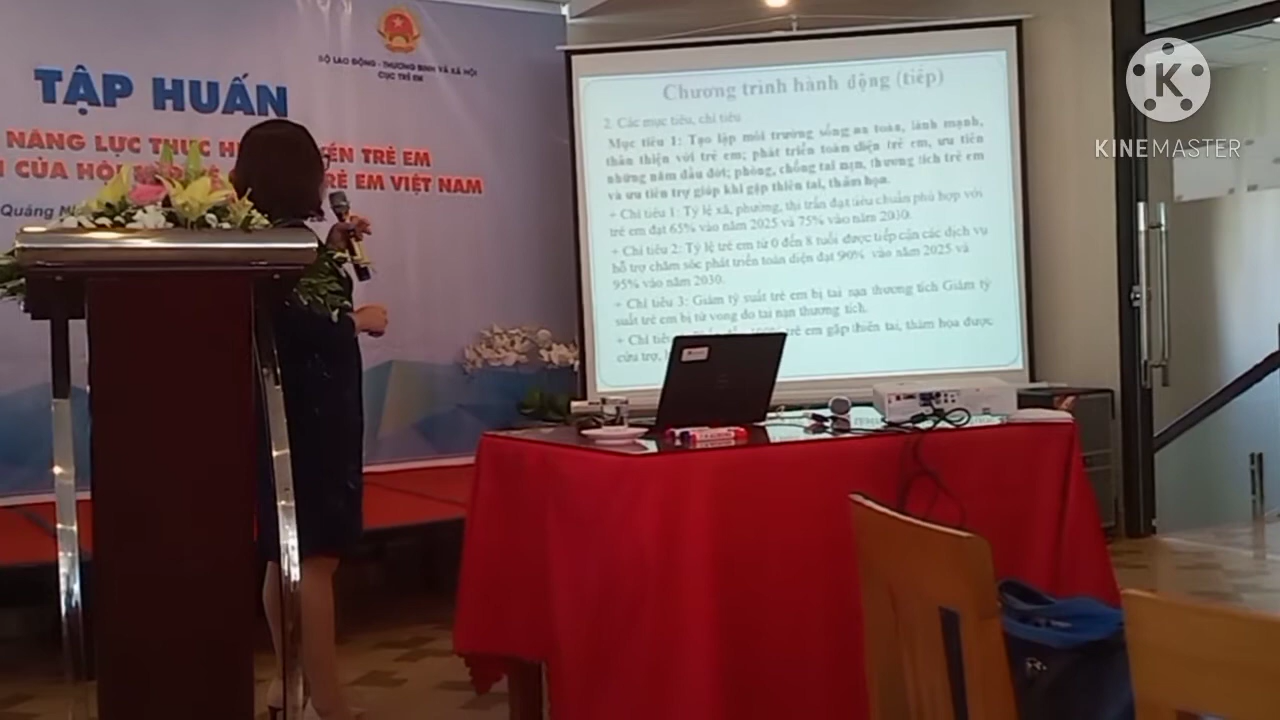 BỘ LAO ĐỘNG - THƯƠNG BINH VÀ XÃ HỘI
CỤC TRẺ EM
TẬP HUẤN
NĂNG LỰC THỰC TRẺ EM
CỦA HỘI TRẺ EM VIỆT NAM
Quảng
Chương trình hành động (tiếp)
2. Các mục tiêu, chỉ tiêu
Mục tiêu 1: Tạo lập môi trường sống an toàn, lành mạnh,
thân thiện với trẻ em; phát triển toàn diện trẻ em, ưu tiên
những năm đầu đời; phòng, chống tai nạn, thương tích trẻ em
và ưu tiên trợ giúp khi gặp thiên tai, thảm họa.
+ Chỉ tiêu 1: Tỷ lệ xã, phường, thị trấn đạt tiêu chuẩn phù hợp với
trẻ em đạt 65% vào năm 2025 và 75% vào năm 2030.
+ Chỉ tiêu 2: Tỷ lệ trẻ em từ 0 đến 8 tuổi được tiếp cận các dịch vụ
hỗ trợ chăm sóc phát triển toàn diện đạt 90% vào năm 2025 và
95% vào năm 2030.
+ Chỉ tiêu 3: Giảm tỷ suất trẻ em bị tai nạn thương tích Giảm tỷ
suất trẻ em bị tử vong do tai nạn thương tích.
+ Chỉ 100% trẻ em gặp thiên tai, thảm họa được
cứu trợ,
K
KINEMASTER